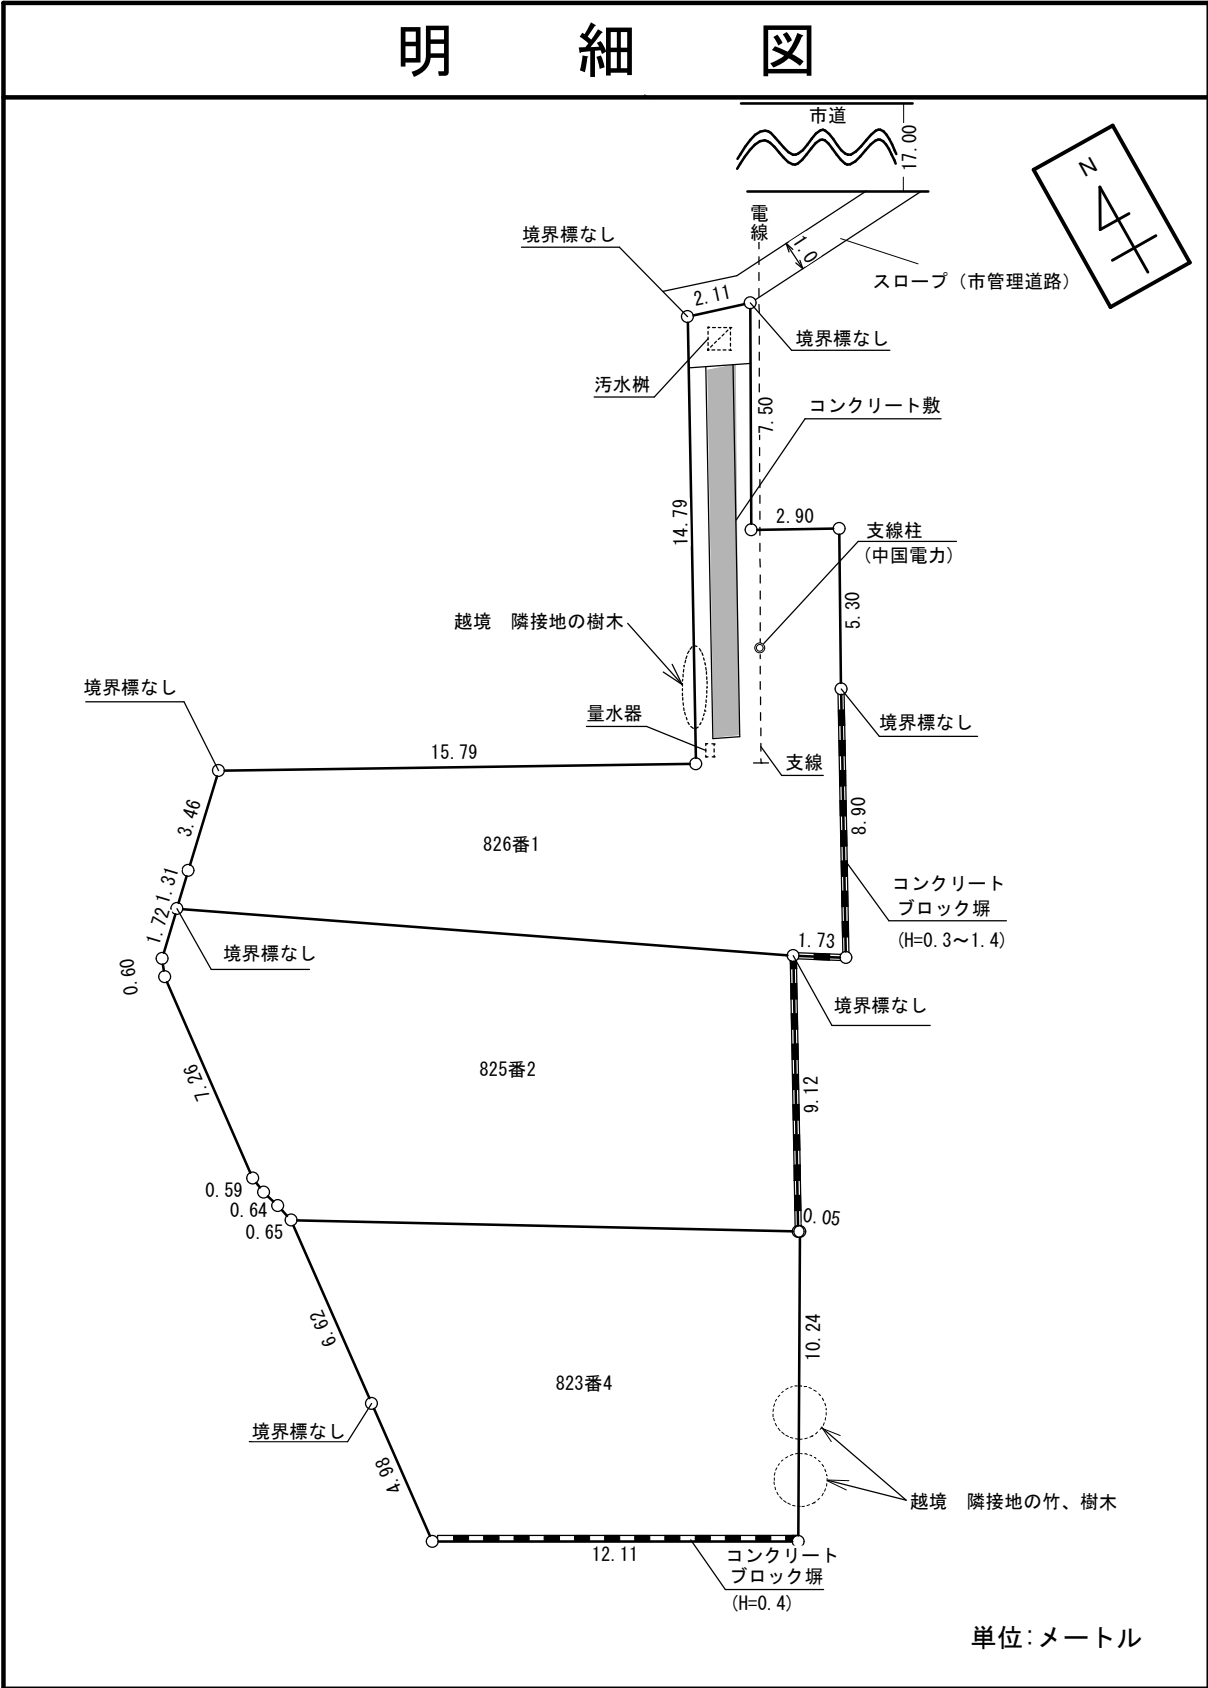 明細図
市道
17.00
N
電線
境界標なし
1.0
スロープ（市管理道路）
2.11
境界標なし
汚水桝
7.50
コンクリート敷
14.79
2.90
支線柱
(中国電力)
5.30
越境　隣接地の樹木
境界標なし
量水器
境界標なし
15.79
支線
3.46
8.90
826番1
1.31
コンクリート
ブロック塀
(H=0.3～1.4)
1.72
1.73
境界標なし
0.60
境界標なし
825番2
7.26
9.12
0.59
0.64
0.65
0.05
6.62
10.24
823番4
境界標なし
4.98
越境　隣接地の竹、樹木
12.11
コンクリート
ブロック塀
(H=0.4)
単位:メートル